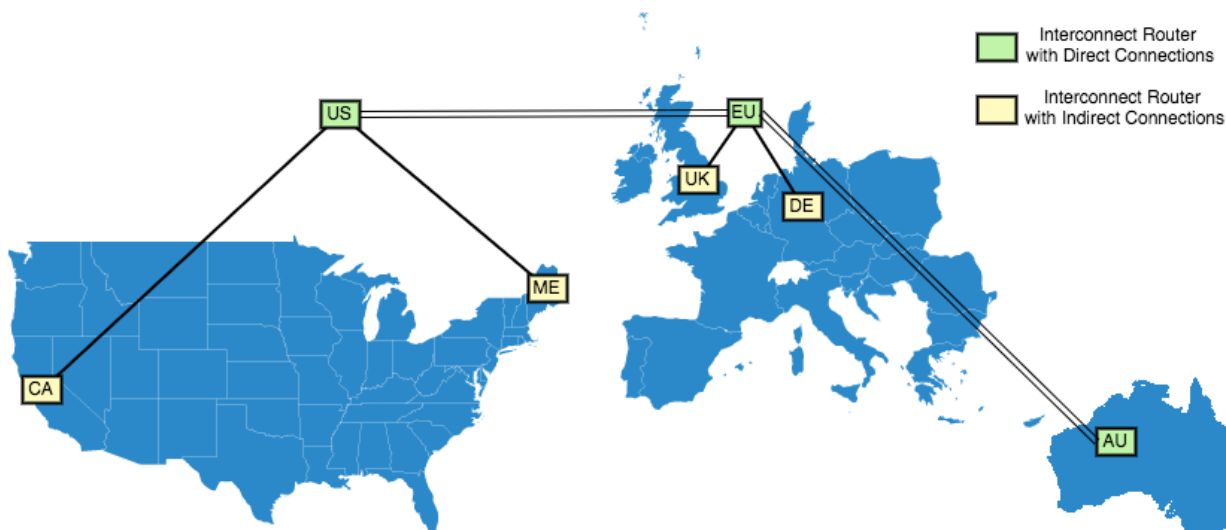 Interconnect Router
with Direct Connections
Interconnect Router
with Indirect Connections
US
EU
UK
DE
ME
CA
AU